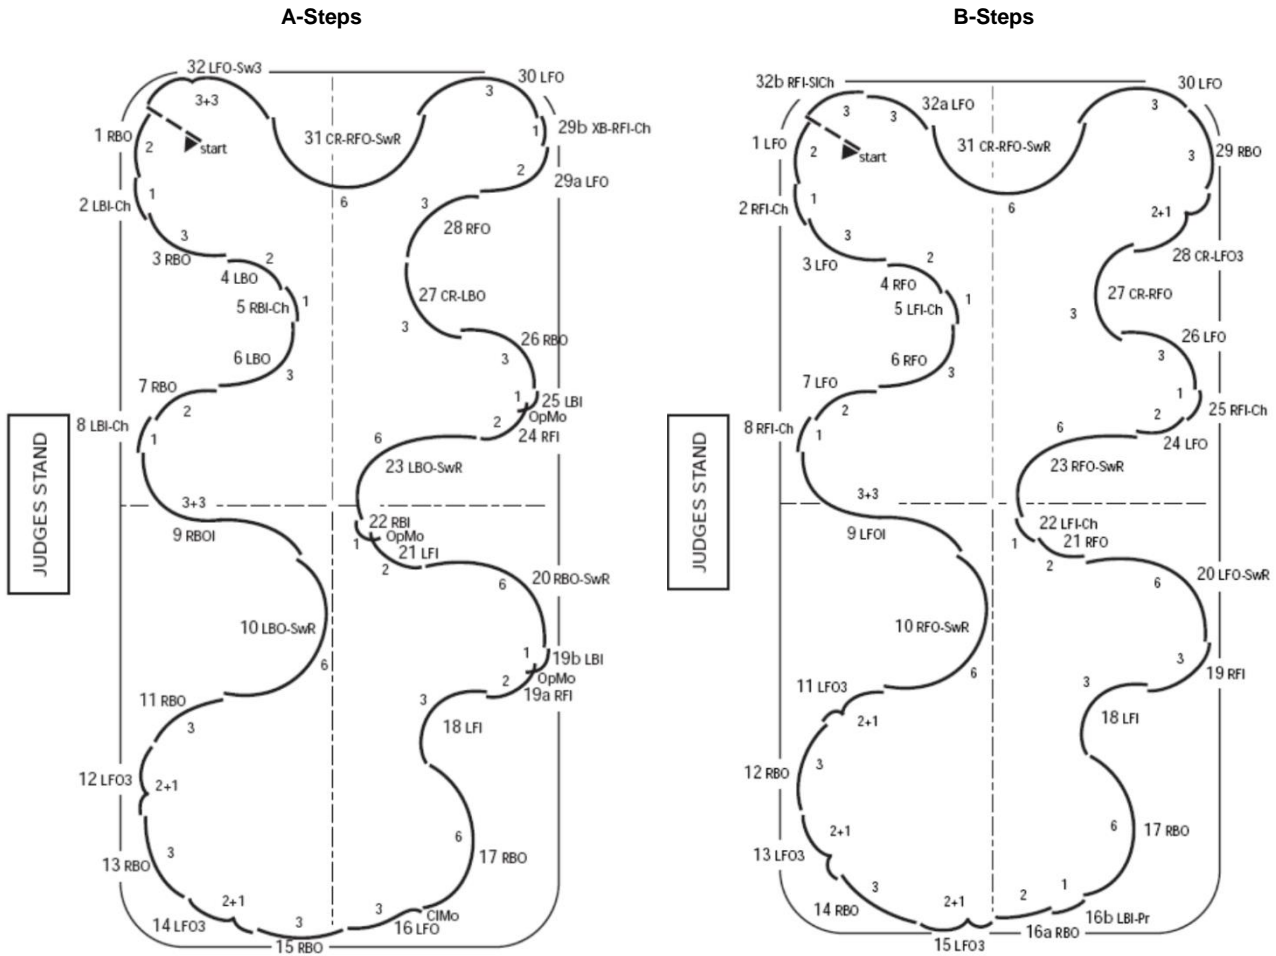 A-Steps
B-Steps
32 LFO-Sw3
3+3
30 LFO
3
1 RBO
2
start
31 CR-RFO-SwR
6
1
29b XB-RFI-Ch
2
29a LFO
2 LBI-Ch
1
3
3 RBO
3
28 RFO
2
4 LBO
5 RBI-Ch
1
27 CR-LBO
3
6 LBO
3
26 RBO
3
7 RBO
2
1
25 LBI
OpMo
2
24 RFI
8 LBI-Ch
1
6
23 LBO-SwR
JUDGES STAND
3+3
9 RBOI
22 RBI
OpMo
1
21 LFI
2
20 RBO-SwR
6
10 LBO-SwR
6
1
19b LBI
OpMo
2
19a RFI
11 RBO
3
3
18 LFI
12 LFO3
2+1
13 RBO
3
6
17 RBO
2+1
14 LFO3
3
15 RBO
3
ClMo
16 LFO
32b RFI-SlCh
3
3
32a LFO
30 LFO
3
1 LFO
2
start
31 CR-RFO-SwR
6
29 RBO
3
2 RFI-Ch
1
3
3 LFO
2+1
28 CR-LFO3
2
4 RFO
5 LFI-Ch
1
27 CR-RFO
3
6 RFO
3
26 LFO
3
7 LFO
2
1
25 RFI-Ch
2
24 LFO
8 RFI-Ch
1
6
23 RFO-SwR
JUDGES STAND
3+3
9 LFOI
22 LFI-Ch
1
21 RFO
2
20 LFO-SwR
6
10 RFO-SwR
6
3
19 RFI
11 LFO3
2+1
3
18 LFI
12 RBO
3
2+1
13 LFO3
6
17 RBO
3
14 RBO
2+1
15 LFO3
2
16a RBO
1
16b LBI-Pr